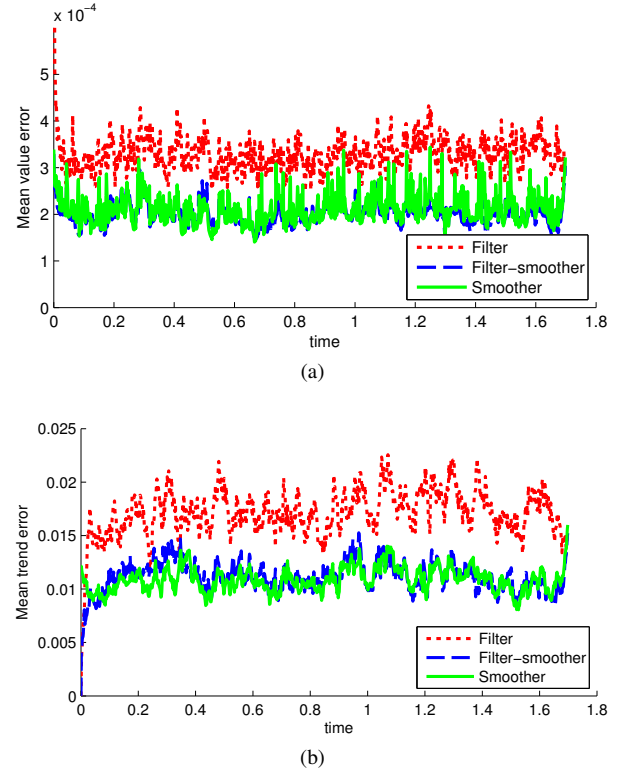 x 10^-4
Mean value error
6
5
4
3
2
1
0
0 0.2 0.4 0.6 0.8 1 1.2 1.4 1.6 1.8
time
Filter
Filter-smoother
Smoother
(a)
Mean trend error
0.025
0.02
0.015
0.01
0.005
0
0 0.2 0.4 0.6 0.8 1 1.2 1.4 1.6 1.8
time
Filter
Filter-smoother
Smoother
(b)